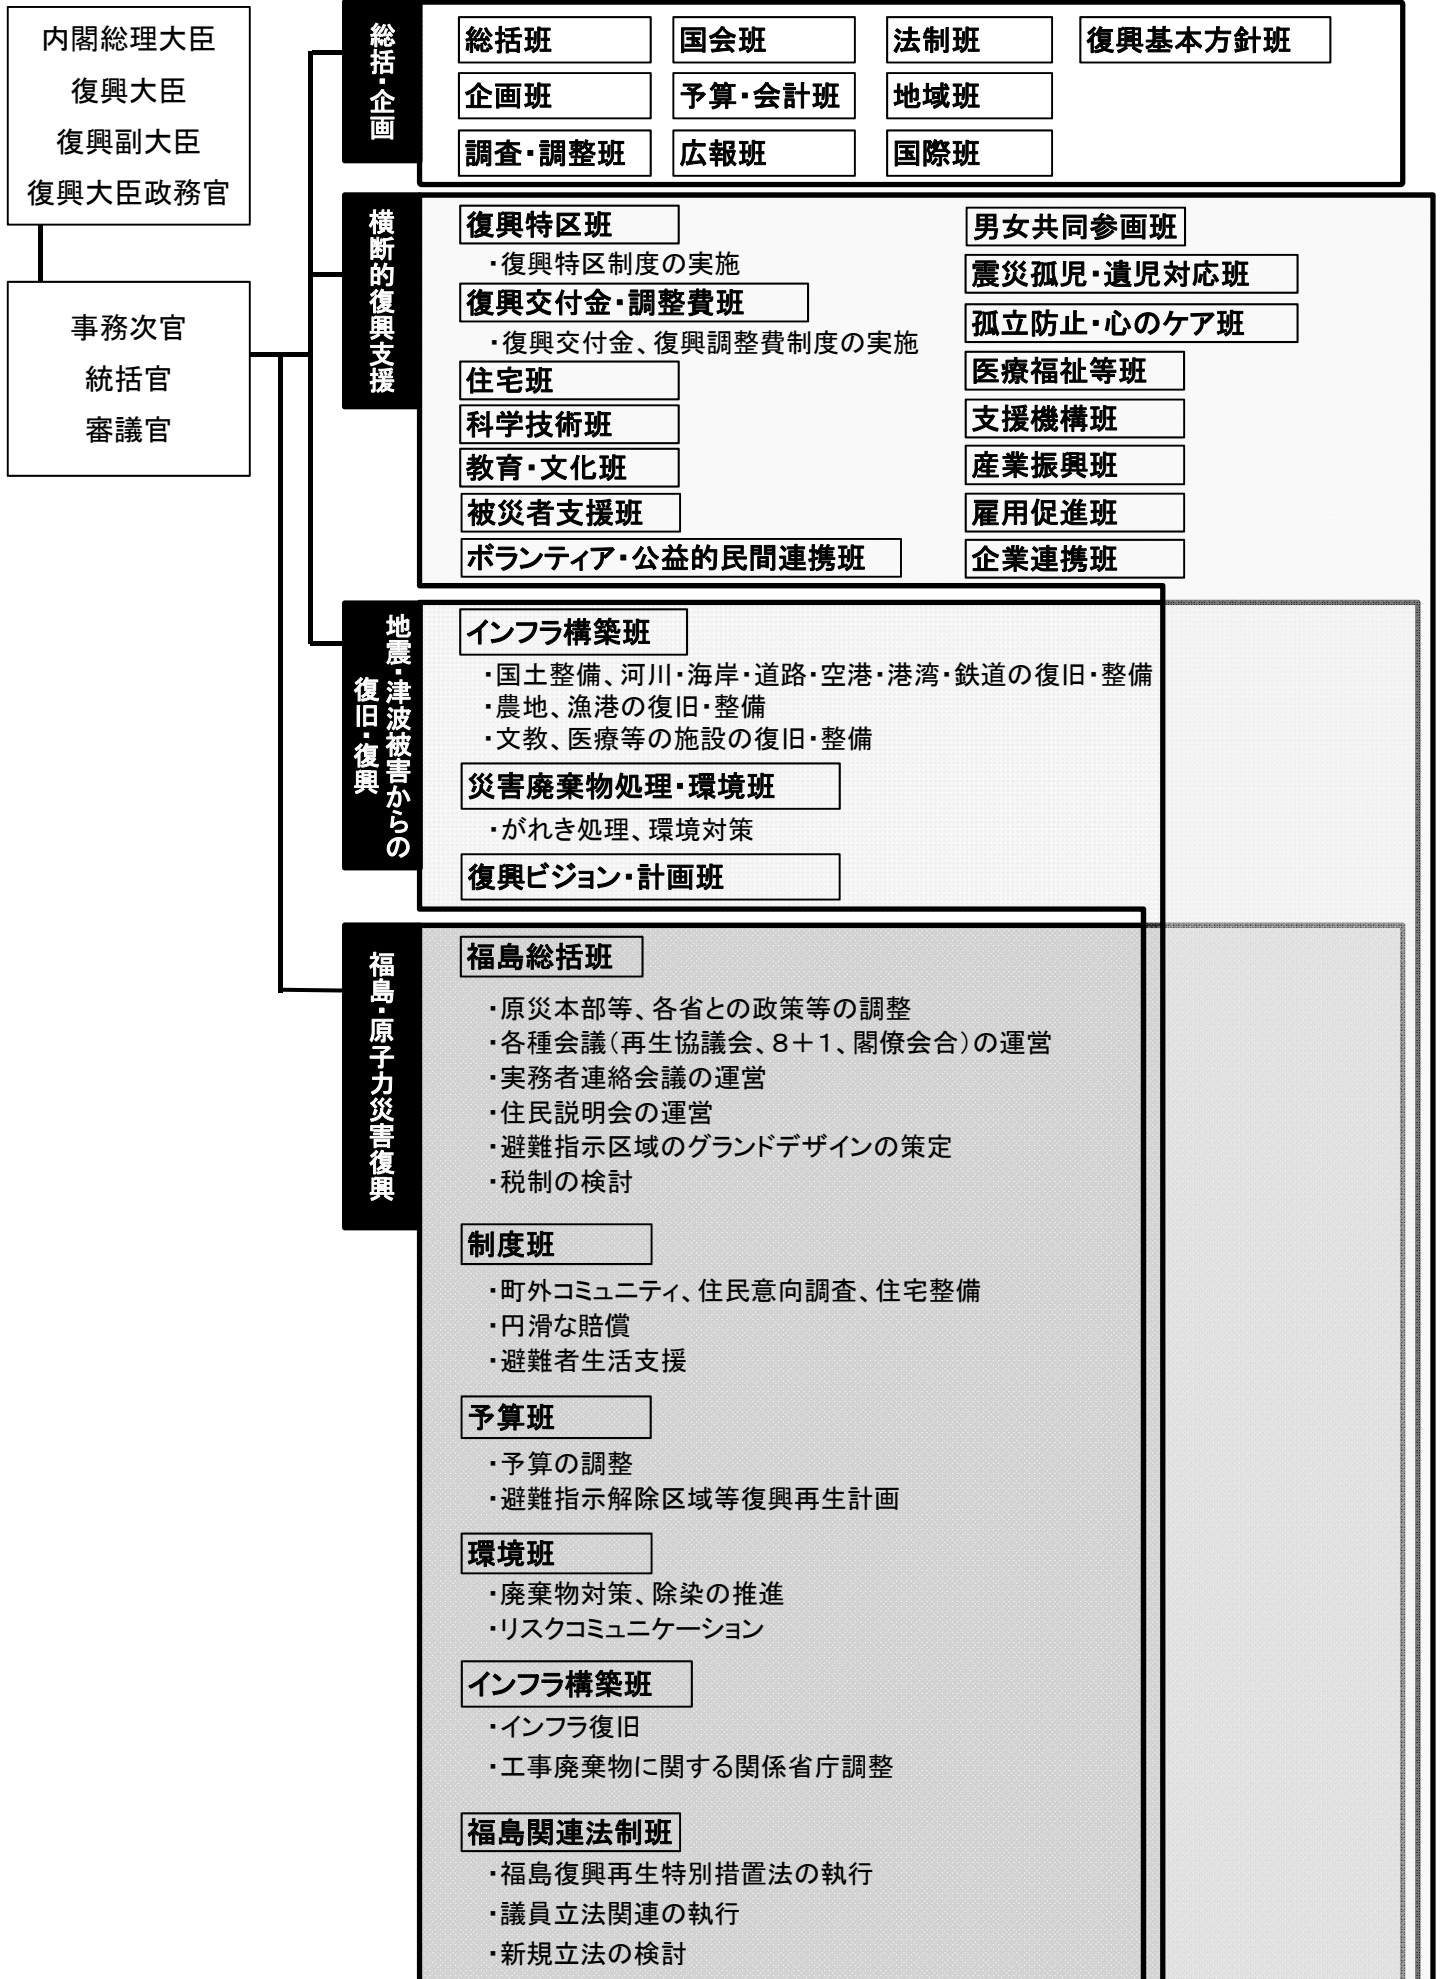 内閣総理大臣
復興大臣
復興副大臣
復興大臣政務官
事務次官
統括官
審議官
総括・企画
総括班
国会班
法制班
復興基本方針班
企画班
予算・会計班
地域班
調査・調整班
広報班
国際班
横断的復興支援
復興特区班
・復興特区制度の実施
復興交付金・調整費班
・復興交付金、復興調整費制度の実施
住宅班
科学技術班
教育・文化班
被災者支援班
ボランティア・公益的民間連携班
男女共同参画班
震災孤児・遺児対応班
孤立防止・心のケア班
医療福祉等班
支援機構班
産業振興班
雇用促進班
企業連携班
地震・津波被害からの
復旧・復興
インフラ構築班
・国土整備、河川・海岸・道路・空港・港湾・鉄道の復旧・整備
・農地、漁港の復旧・整備
・文教、医療等の施設の復旧・整備
災害廃棄物処理・環境班
・がれき処理、環境対策
復興ビジョン・計画班
福島・原子力災害復興
福島総括班
・原災本部等、各省との政策等の調整
・各種会議（再生協議会、８＋１、閣僚会合）の運営
・実務者連絡会議の運営
・住民説明会の運営
・避難指示区域のグランドデザインの策定
・税制の検討
制度班
・町外コミュニティ、住民意向調査、住宅整備
・円滑な賠償
・避難者生活支援
予算班
・予算の調整
・避難指示解除区域等復興再生計画
環境班
・廃棄物対策、除染の推進
・リスクコミュニケーション
インフラ構築班
・インフラ復旧
・工事廃棄物に関する関係省庁調整
福島関連法制班
・福島復興再生特別措置法の執行
・議員立法関連の執行
・新規立法の検討